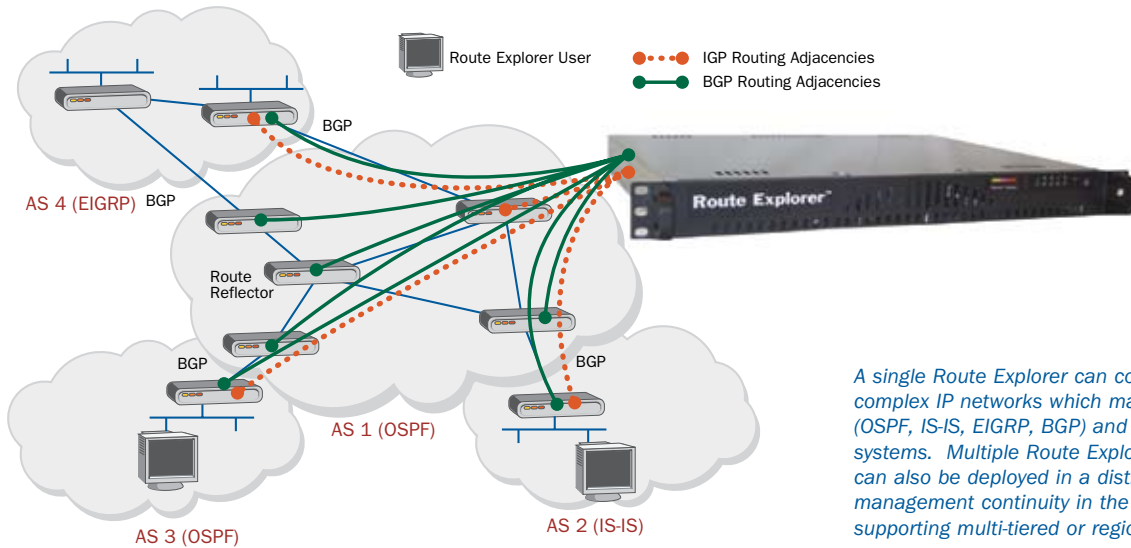 Route Explorer User
IGP Routing Adjacencies
BGP Routing Adjacencies
BGP
AS 4 (EIGRP)
BGP
Route Explorer™
Route
Reflector
BGP
BGP
AS 1 (OSPF)
AS 3 (OSPF)
AS 2 (IS-IS)
A single Route Explorer can co
complex IP networks which ma
(OSPF, IS-IS, EIGRP, BGP) and
systems. Multiple Route Explo
can also be deployed in a dist
management continuity in the
supporting multi-tiered or regio